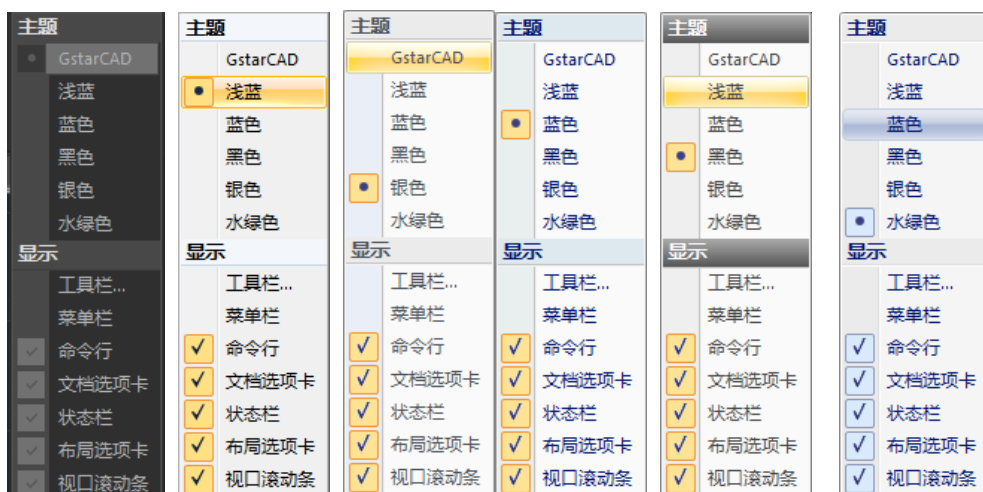 主题
GstarCAD
浅蓝
蓝色
黑色
银色
水绿色
显示
工具栏...
菜单栏
命令行
文档选项卡
状态栏
布局选项卡
视口滚动条
主题
GstarCAD
浅蓝
蓝色
黑色
银色
水绿色
显示
工具栏...
菜单栏
命令行
文档选项卡
状态栏
布局选项卡
视口滚动条
主题
GstarCAD
浅蓝
蓝色
黑色
银色
水绿色
显示
工具栏...
菜单栏
命令行
文档选项卡
状态栏
布局选项卡
视口滚动条
主题
GstarCAD
浅蓝
蓝色
黑色
银色
水绿色
显示
工具栏...
菜单栏
命令行
文档选项卡
状态栏
布局选项卡
视口滚动条
主题
GstarCAD
浅蓝
蓝色
黑色
银色
水绿色
显示
工具栏...
菜单栏
命令行
文档选项卡
状态栏
布局选项卡
视口滚动条
主题
GstarCAD
浅蓝
蓝色
黑色
银色
水绿色
显示
工具栏...
菜单栏
命令行
文档选项卡
状态栏
布局选项卡
视口滚动条